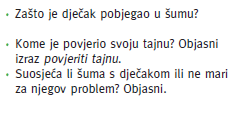 • Zašto je dječak pobjegao u šumu?
• Kome je povjerio svoju tajnu? Objasni
izraz povjeriti tajnu.
• Suosjeća li šuma s dječakom ili ne mari
za njegov problem? Objasni.